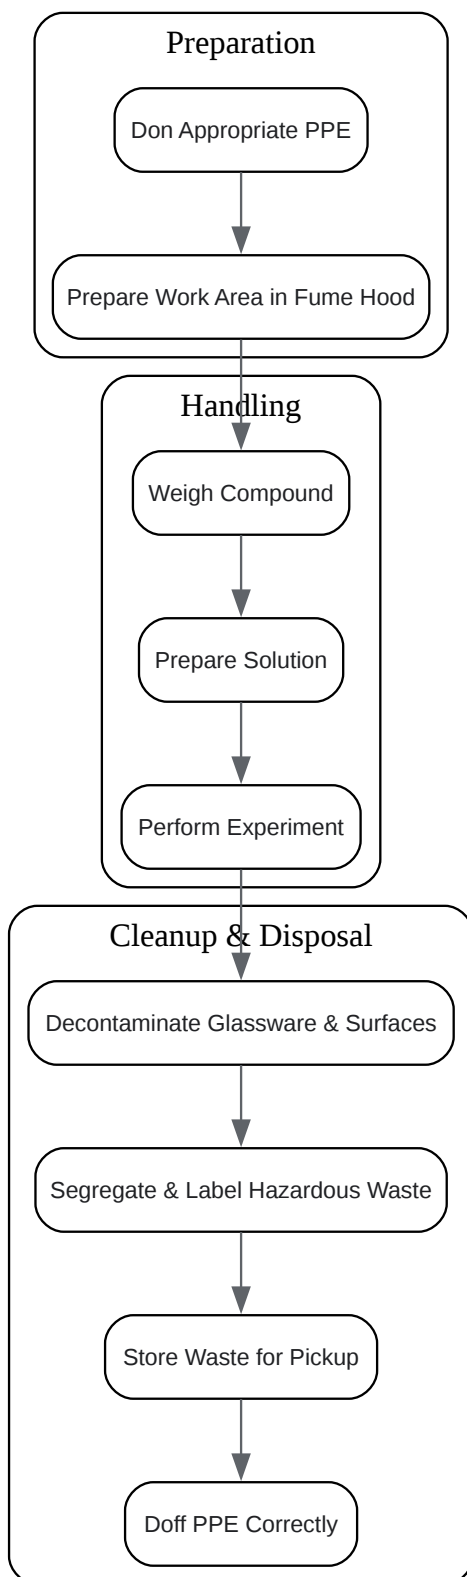 Preparation
Don Appropriate PPE
Prepare Work Area in Fume Hood
Handling
Weigh Compound
Prepare Solution
Perform Experiment
Cleanup & Disposal
Decontaminate Glassware & Surfaces
Segregate & Label Hazardous Waste
Store Waste for Pickup
Doff PPE Correctly